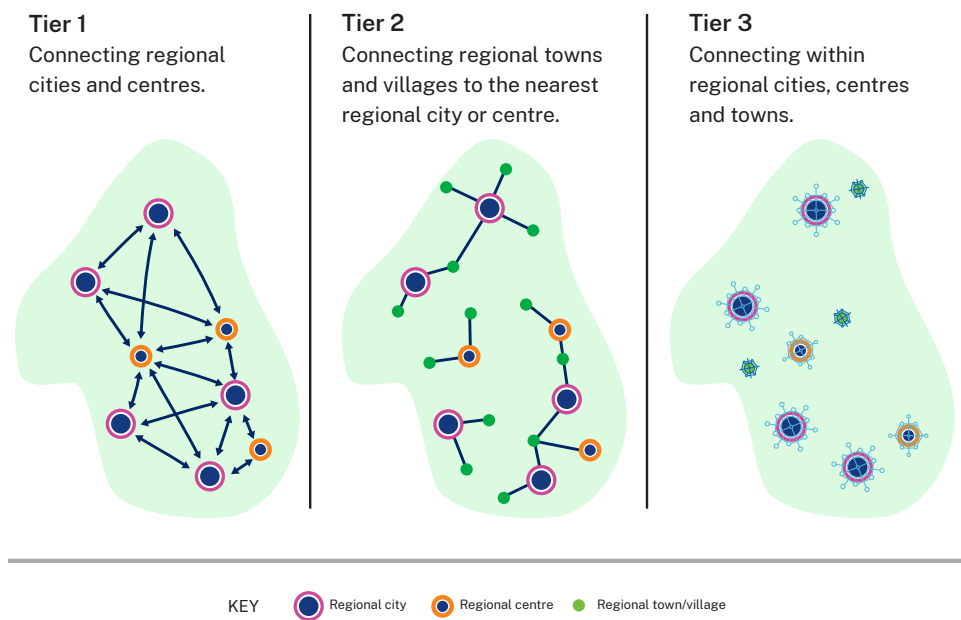 Tier 1
Connecting regional
cities and centres.
Tier 2
Connecting regional towns
and villages to the nearest
regional city or centre.
Tier 3
Connecting within
regional cities, centres
and towns.
KEY
Regional city
Regional centre
Regional town/village